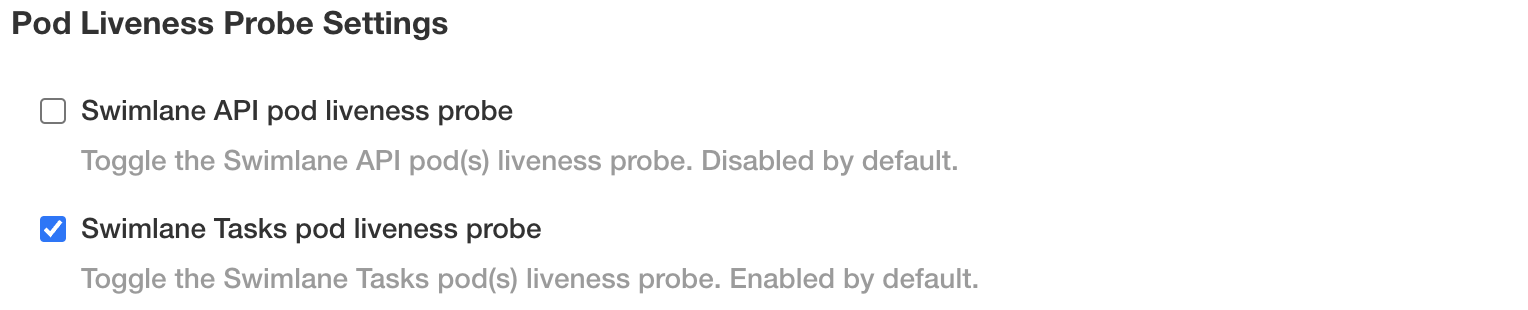 Pod Liveness Probe Settings
Swimlane API pod liveness probe
Toggle the Swimlane API pod(s) liveness probe. Disabled by default.
Swimlane Tasks pod liveness probe
Toggle the Swimlane Tasks pod(s) liveness probe. Enabled by default.